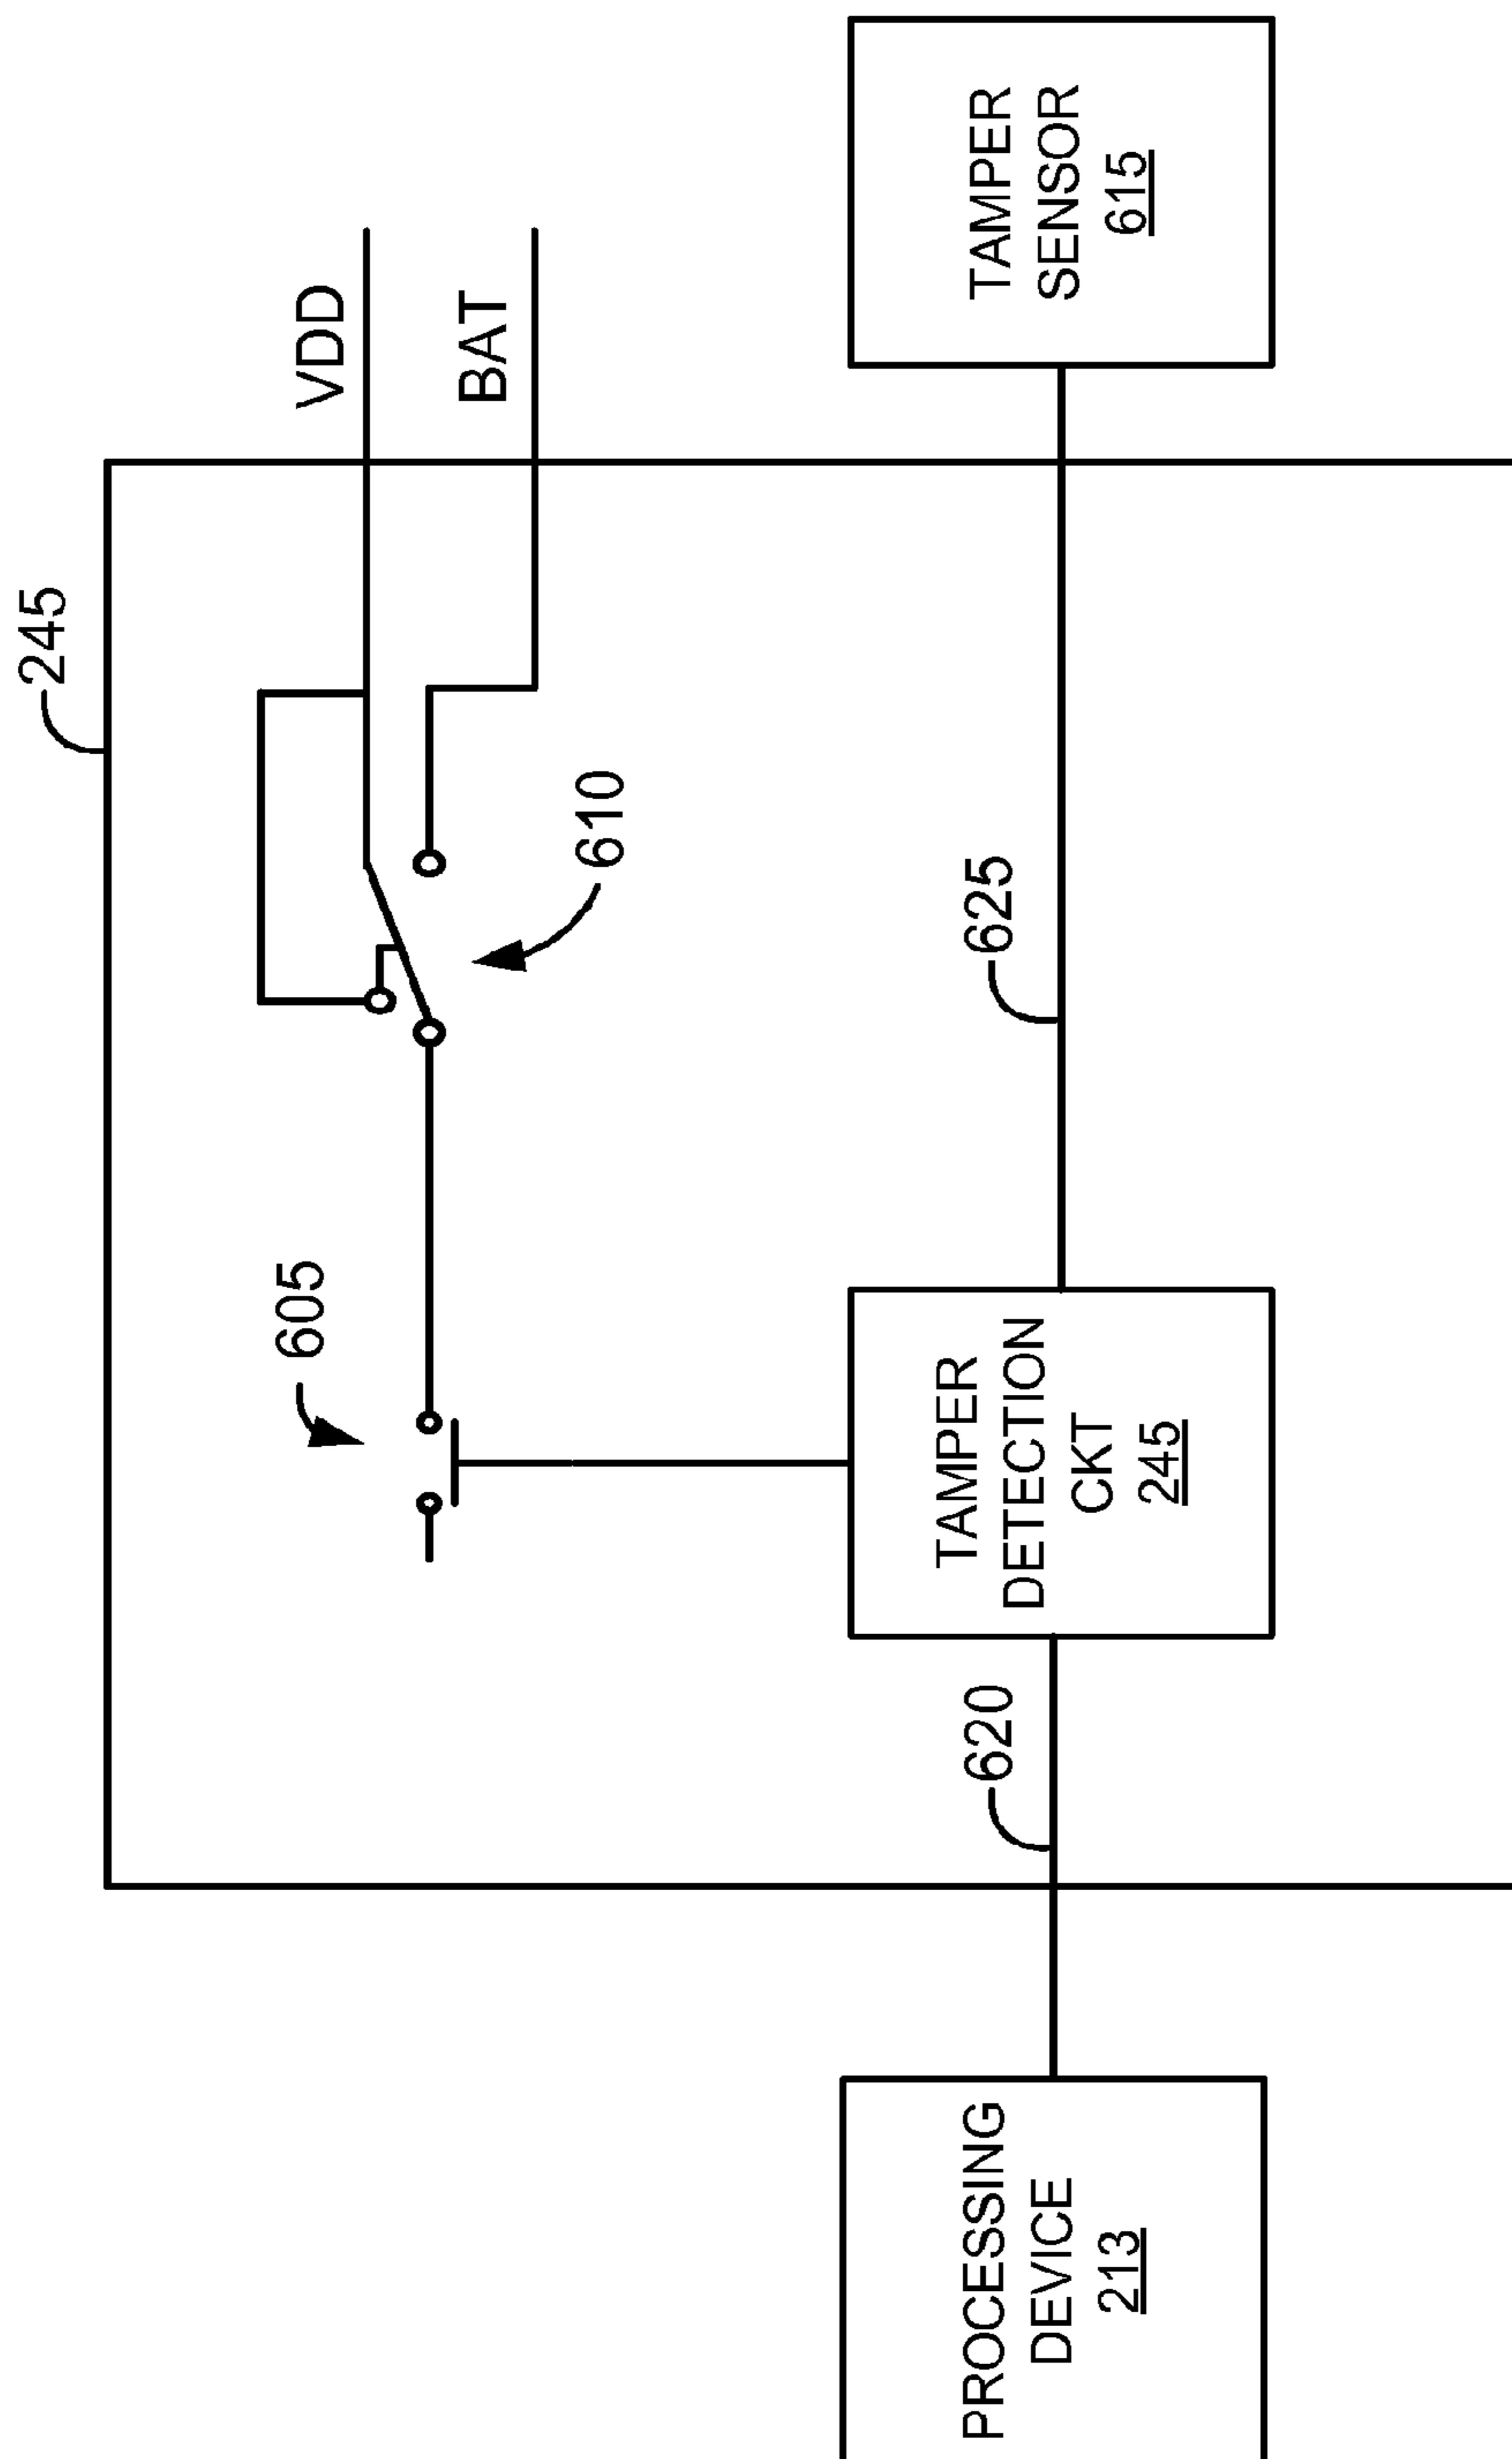 245
VDD
BAT
605
610
TAMPER
SENSOR
615
625
TAMPER
DETECTION
CKT
245
620
PROCESSING
DEVICE
213